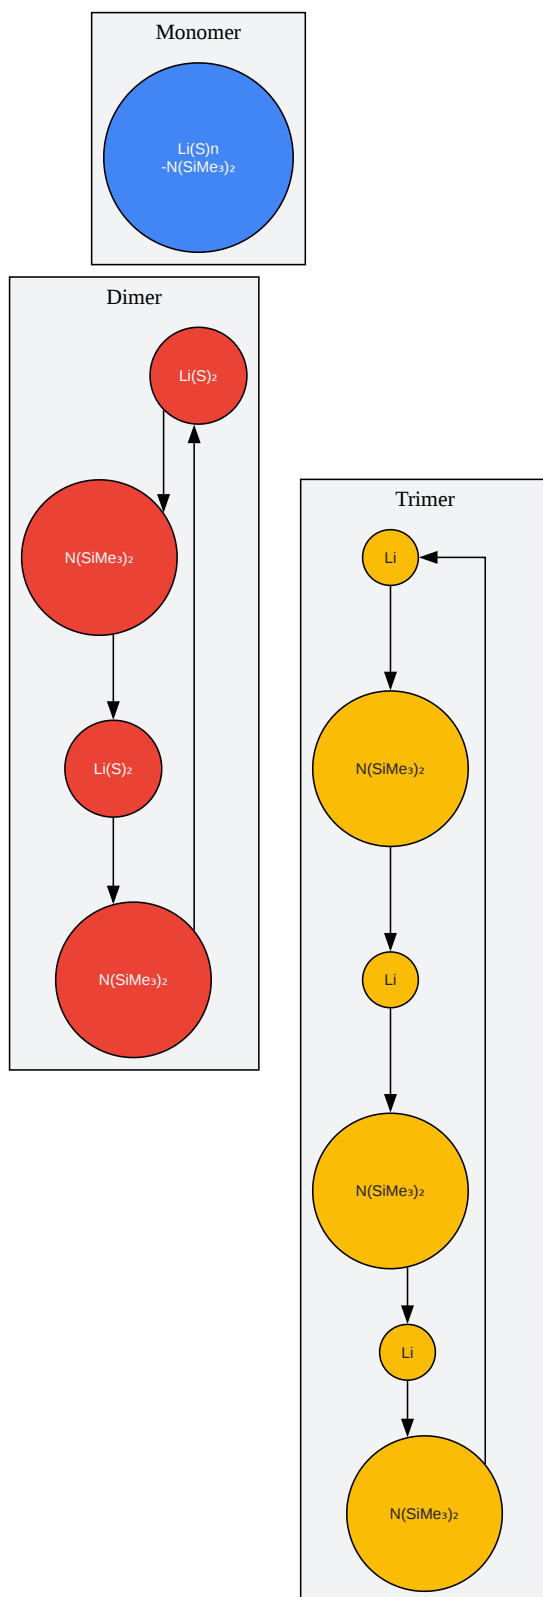 Monomer
Li(S)n
-N(SiMe₃)₂
Dimer
Li(S)₂
N(SiMe₃)₂
Li(S)₂
N(SiMe₃)₂
Trimer
Li
N(SiMe₃)₂
Li
N(SiMe₃)₂
Li
N(SiMe₃)₂